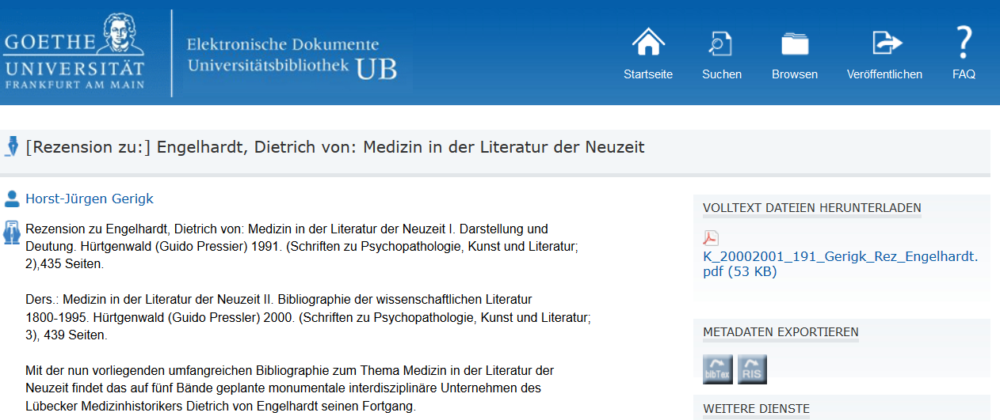 GOETHE
UNIVERSITÄT
FRANKFURT AM MAIN
Elektronische Dokumente
Universitätsbibliothek UB
Startseite
Suchen
Browsen
Veröffentlichen
?
FAQ
[Rezension zu:] Engelhardt, Dietrich von: Medizin in der Literatur der Neuzeit
Horst-Jürgen Gerigk
Rezension zu Engelhardt, Dietrich von: Medizin in der Literatur der Neuzeit I. Darstellung und
Deutung. Hürtgenwald (Guido Pressier) 1991. (Schriften zu Psychopathologie, Kunst und Literatur;
2),435 Seiten.
Ders.: Medizin in der Literatur der Neuzeit II. Bibliographie der wissenschaftlichen Literatur
1800-1995. Hürtgenwald (Guido Pressler) 2000. (Schriften zu Psychopathologie, Kunst und Literatur;
3), 439 Seiten.
Mit der nun vorliegenden umfangreichen Bibliographie zum Thema Medizin in der Literatur der
Neuzeit findet das auf fünf Bände geplante monumentale interdisziplinäre Unternehmen des
Lübecker Medizinhistorikers Dietrich von Engelhardt seinen Fortgang.
VOLLTEXT DATEIEN HERUNTERLADEN
K_20002001_191_Gerigk_Rez_Engelhardt.
pdf (53 KB)
METADATEN EXPORTIEREN
bibTex
RIS
WEITERE DIENSTE